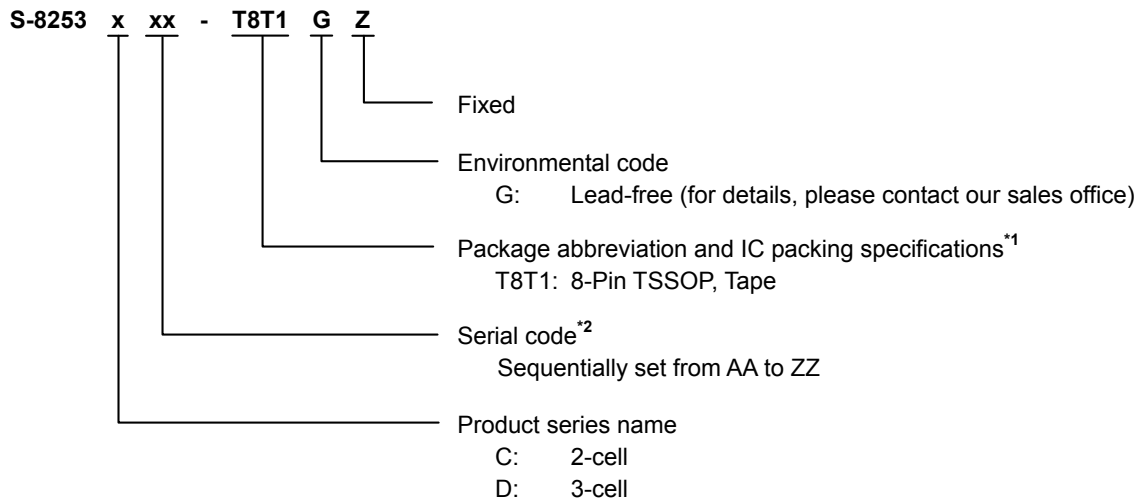 S-8253 x xx - T8T1 G Z
Fixed
Environmental code
G: Lead-free (for details, please contact our sales office)
Package abbreviation and IC packing specifications*1
T8T1: 8-Pin TSSOP, Tape
Serial code*2
Sequentially set from AA to ZZ
Product series name
C: 2-cell
D: 3-cell